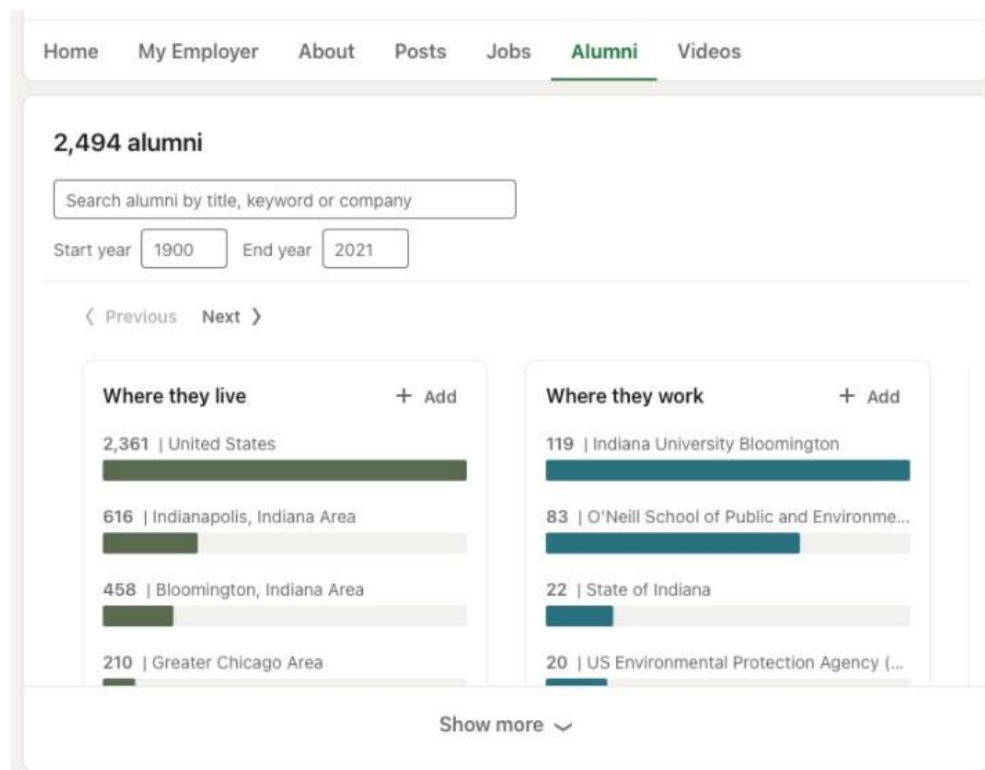 Home My Employer About Posts Jobs Alumni Videos
2,494 alumni
Search alumni by title, keyword or company
Start year 1900 End year 2021
Previous Next
Where they live + Add
2,361 | United States
616 | Indianapolis, Indiana Area
458 | Bloomington, Indiana Area
210 | Greater Chicago Area
Where they work + Add
119 | Indiana University Bloomington
83 | O'Neill School of Public and Environme...
22 | State of Indiana
20 | US Environmental Protection Agency (...
Show more